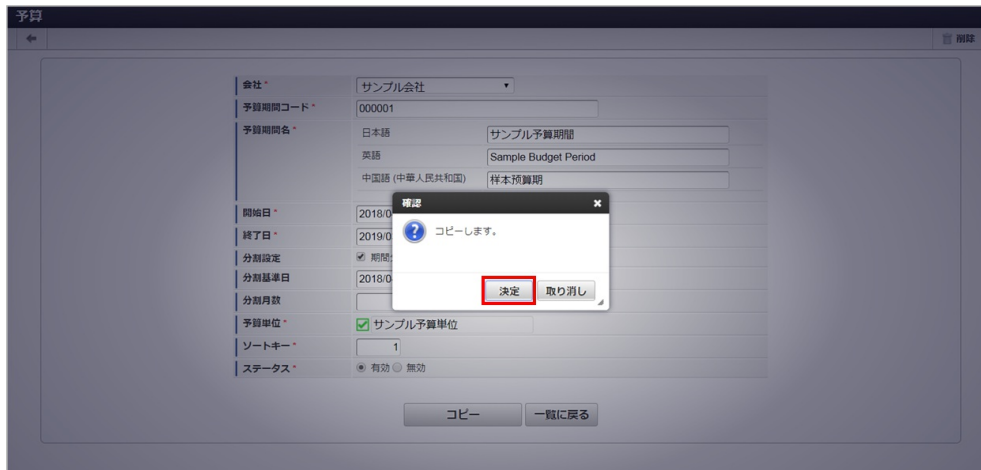 予算
削除
会社*
サンプル会社
予算期間コード*
000001
予算期間名*
日本語
サンプル予算期間
英語
Sample Budget Period
中国語 (中華人民共和国)
样本预算期
確認
コピーします。
決定
取り消し
開始日*
2018/0
終了日*
2019/0
分割設定
期間
分割基準日
2018/0
分割月数
予算単位*
サンプル予算単位
ソートキー*
1
ステータス*
有効 無効
コピー
一覧に戻る